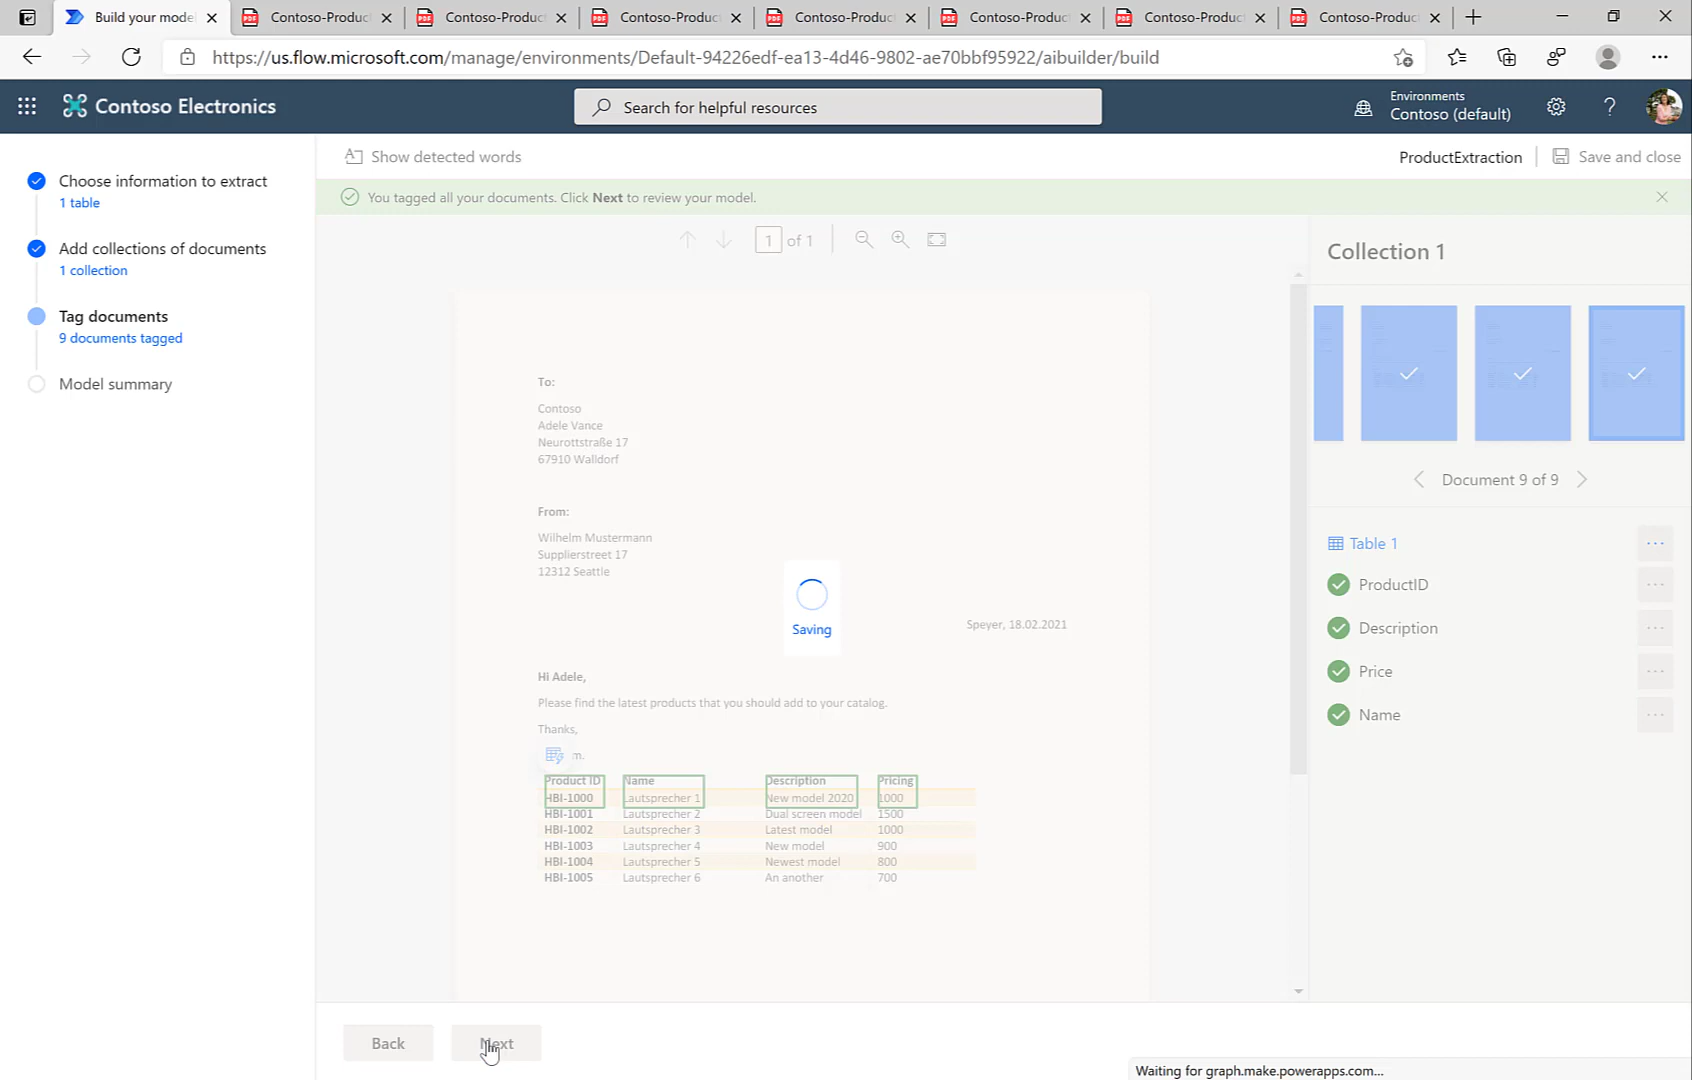 Build your model
Contoso-Product
Contoso-Product
Contoso-Product
Contoso-Product
Contoso-Product
Contoso-Product
Contoso-Product
https://us.flow.microsoft.com/manage/environments/Default-94226edf-ea13-4d46-9802-ae70bbf95922/aibuilder/build
Contoso Electronics
Search for helpful resources
Environments
Contoso (default)
Choose information to extract
1 table
Add collections of documents
1 collection
Tag documents
9 documents tagged
Model summary
Show detected words
ProductExtraction
Save and close
You tagged all your documents. Click Next to review your model.
1 of 1
To:
Contoso
Adele Vance
Neurottstraße 17
67910 Walldorf
From:
Wilhelm Mustermann
Supplierstreet 17
12312 Seattle
Speyer, 18.02.2021
Saving
Hi Adele,
Please find the latest products that you should add to your catalog.
Thanks,
m.
Product ID Name Description Pricing
HBI-1000 Lautsprecher 1 New model 2020 1000
HBI-1001 Lautsprecher 2 Dual screen model 1500
HBI-1002 Lautsprecher 3 Latest model 1000
HBI-1003 Lautsprecher 4 New model 900
HBI-1004 Lautsprecher 5 Newest model 800
HBI-1005 Lautsprecher 6 An another 700
Collection 1
Document 9 of 9
Table 1
ProductID
Description
Price
Name
Back
Next
Waiting for graph.make.powerapps.com...